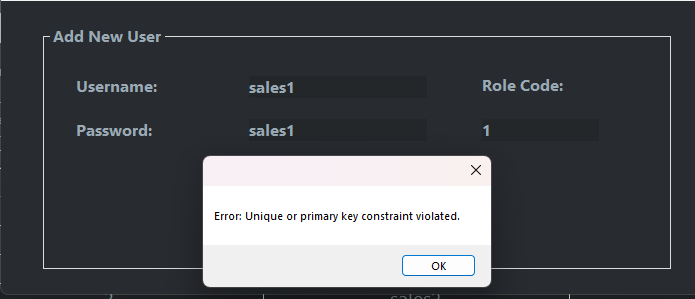 Add New User
Username: sales1 Role Code:
Password: sales1 1
Error: Unique or primary key constraint violated.
OK